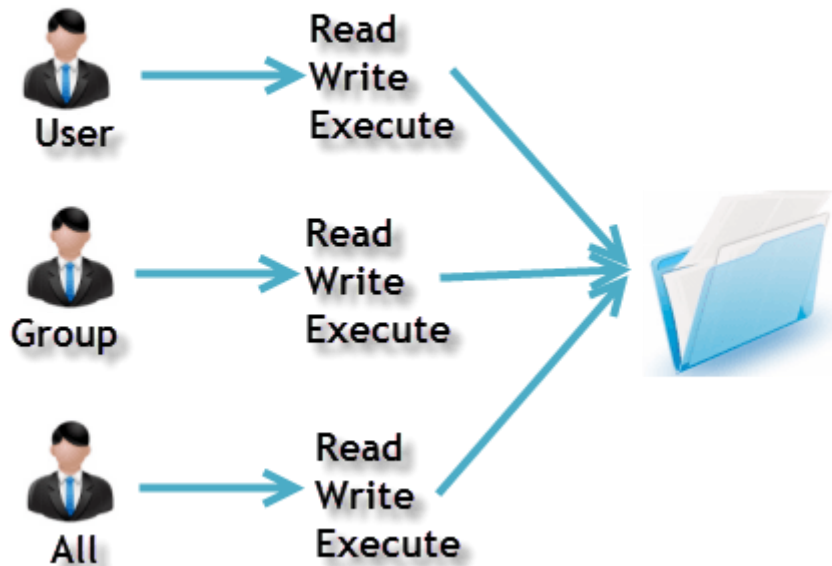 User
Read
Write
Execute
Group
Read
Write
Execute
All
Read
Write
Execute